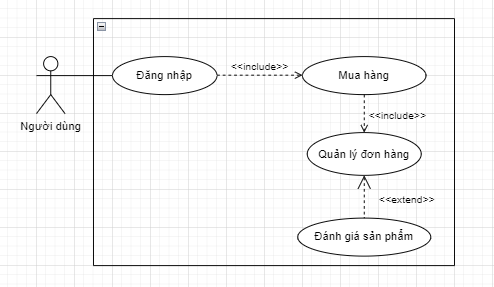 Đăng nhập
<<include>>
Mua hàng
Người dùng
<<include>>
Quản lý đơn hàng
<<extend>>
Đánh giá sản phẩm